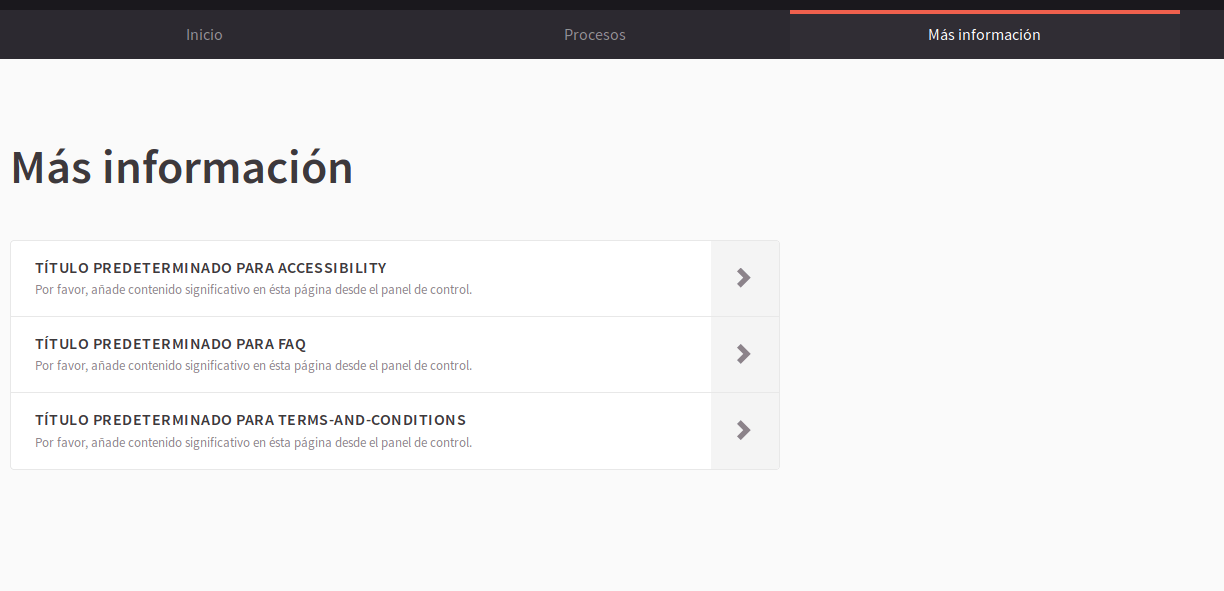 Inicio
Procesos
Más información
Más información
TÍTULO PREDETERMINADO PARA ACCESSIBILITY
Por favor, añade contenido significativo en ésta página desde el panel de control.
TÍTULO PREDETERMINADO PARA FAQ
Por favor, añade contenido significativo en ésta página desde el panel de control.
TÍTULO PREDETERMINADO PARA TERMS-AND-CONDITIONS
Por favor, añade contenido significativo en ésta página desde el panel de control.